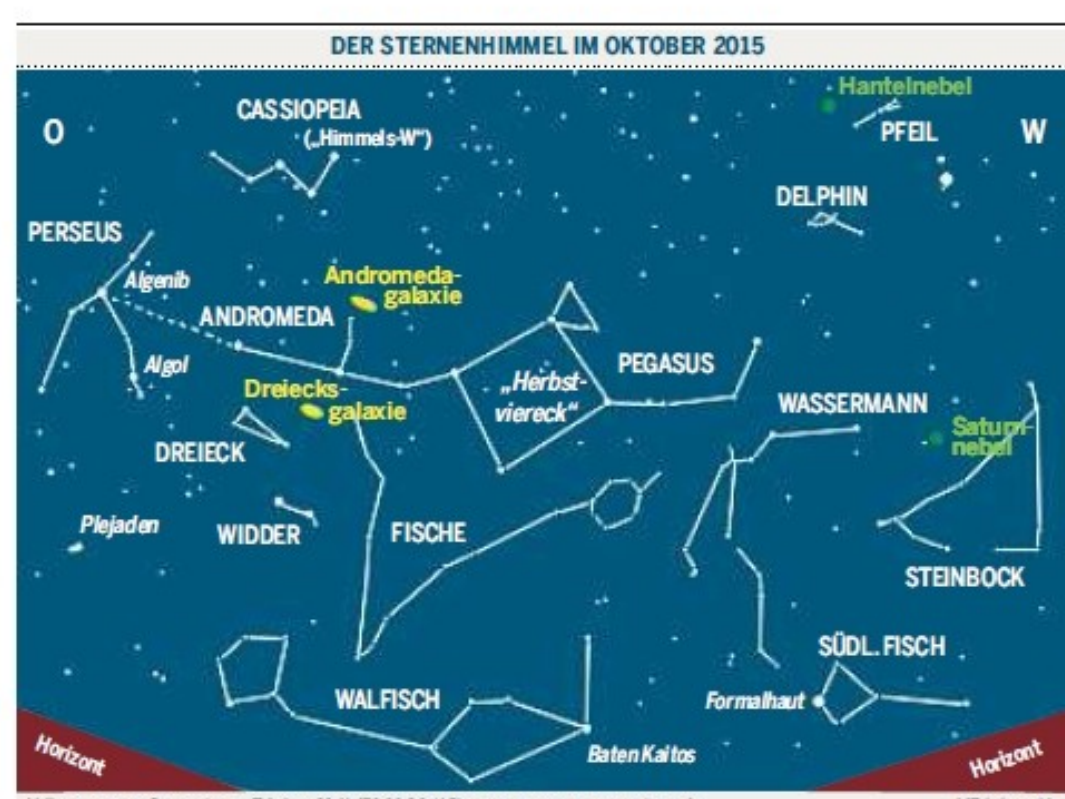 DER STERNENHIMMEL IM OKTOBER 2015
Hantelnebel
CASSIOPEIA
(„Himmels-W“)
O
PFEIL
W
DELPHIN
PERSEUS
Algenib
Andromeda-
galaxie
ANDROMEDA
Algol
PEGASUS
„Herbst-
viereck“
Dreiecks-
galaxie
WASSERMANN
Saturn-
nebel
DREIECK
Plejaden
WIDDER
FISCHE
STEINBOCK
SÜDL. FISCH
WALFISCH
Formalhaut
Baten Kaitos
Horizont
Horizont